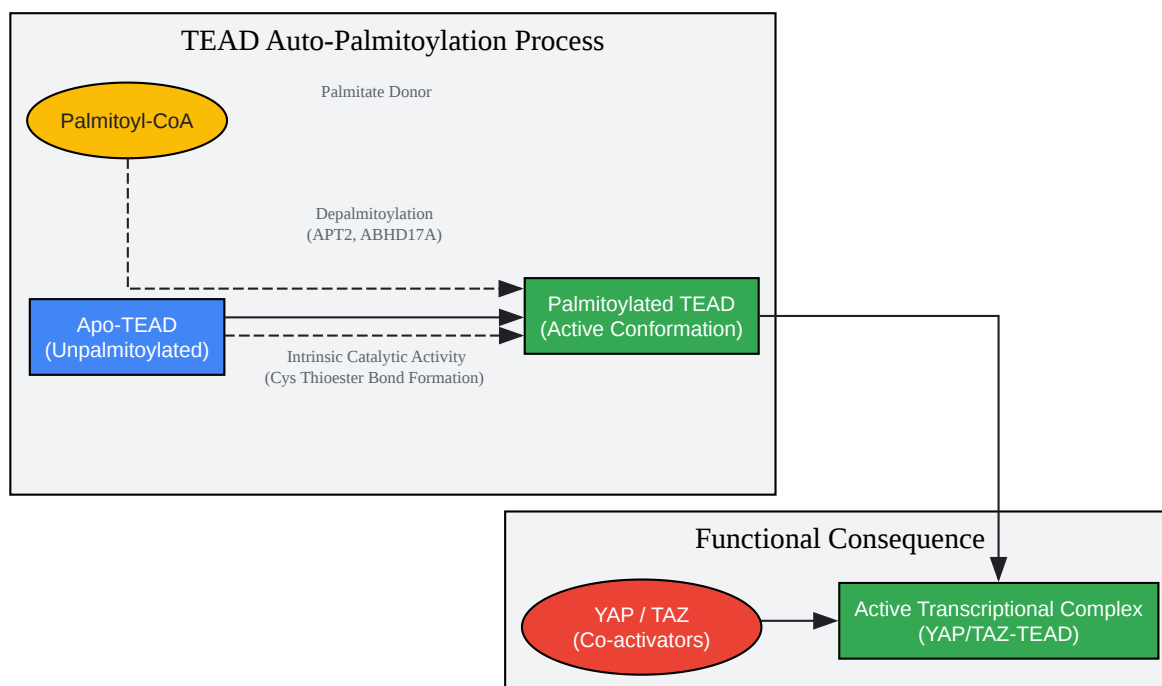 TEAD Auto-Palmitoylation Process
Palmitate Donor
Palmitoyl-CoA
Depalmitoylation
(APT2, ABHD17A)
Apo-TEAD
(Unpalmitoylated)
Palmitoylated TEAD
(Active Conformation)
Intrinsic Catalytic Activity
(Cys Thioester Bond Formation)
Functional Consequence
YAP / TAZ
(Co-activators)
Active Transcriptional Complex
(YAP/TAZ-TEAD)